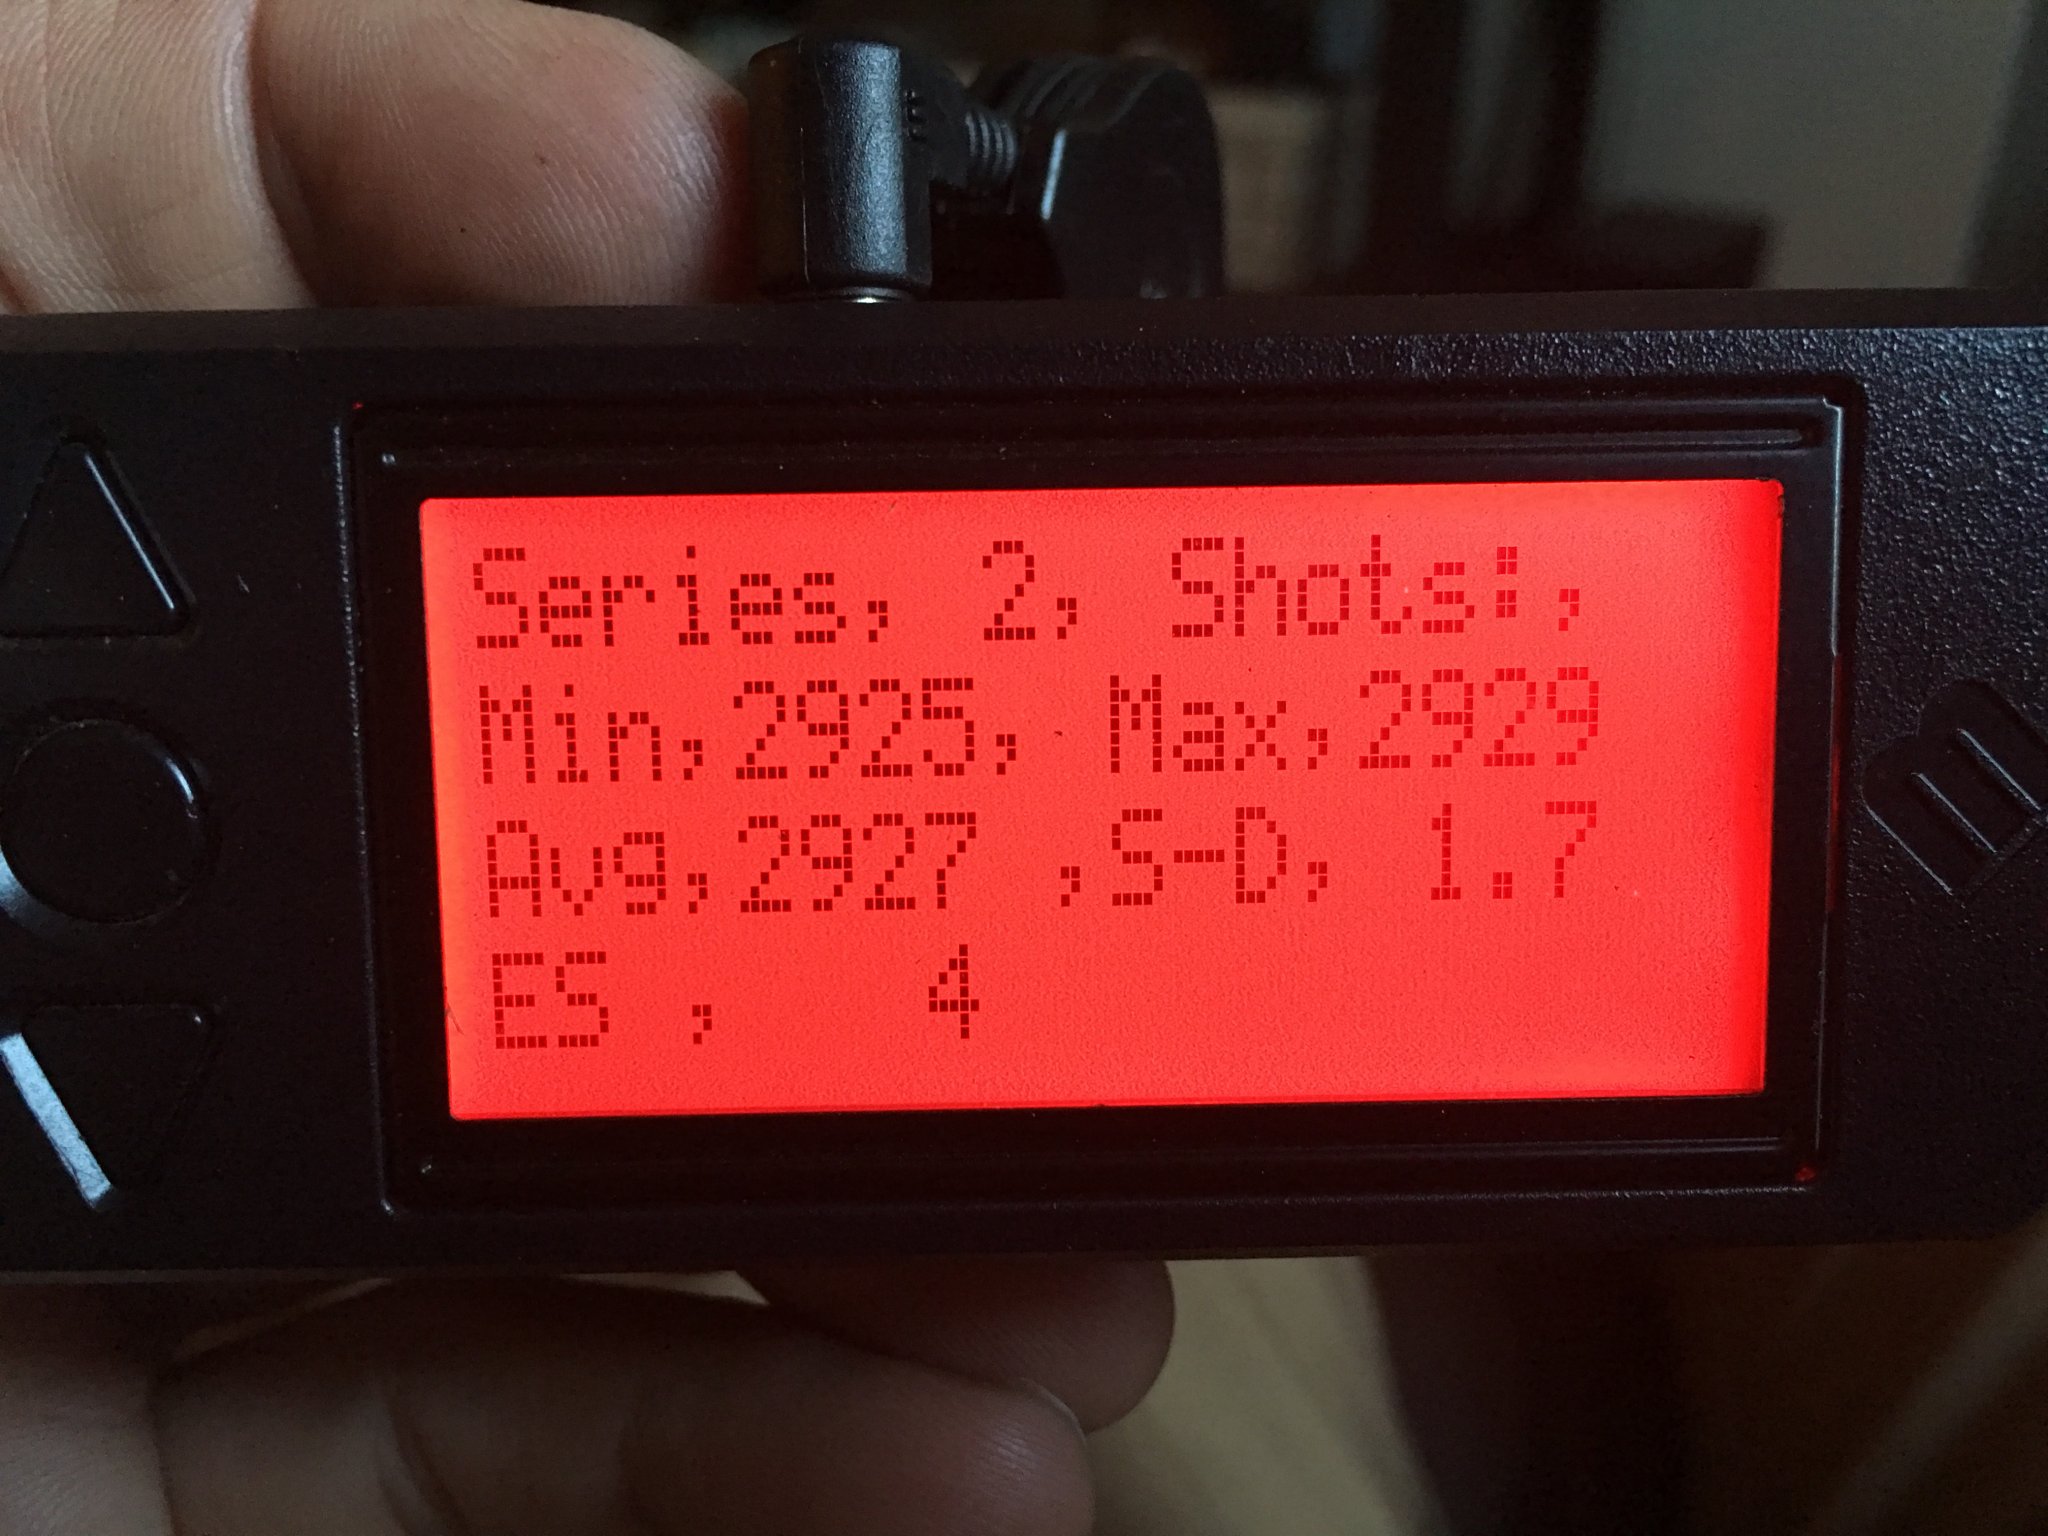 Series, 2, Shots:,
Min,2925, Max,2929
Avg,2927 ,S-D, 1.7
ES ,   4